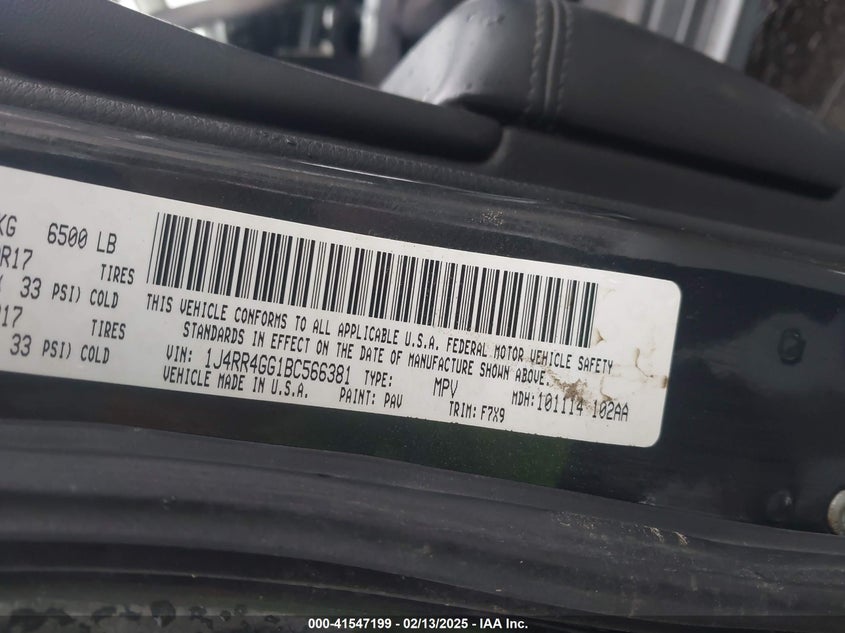 KG 6500 LB
R17 TIRES
33 PSI) COLD
17 TIRES
33 PSI) COLD
THIS VEHICLE CONFORMS TO ALL APPLICABLE U.S.A. FEDERAL MOTOR VEHICLE SAFETY
STANDARDS IN EFFECT ON THE DATE OF MANUFACTURE SHOWN ABOVE.
VIN: 1J4RR4GG1BC566381 TYPE: MPV MDH:101114 102AA
VEHICLE MADE IN U.S.A. PAINT: PAV TRIM: F7X9
000-41547199 - 02/13/2025 - IAA Inc.